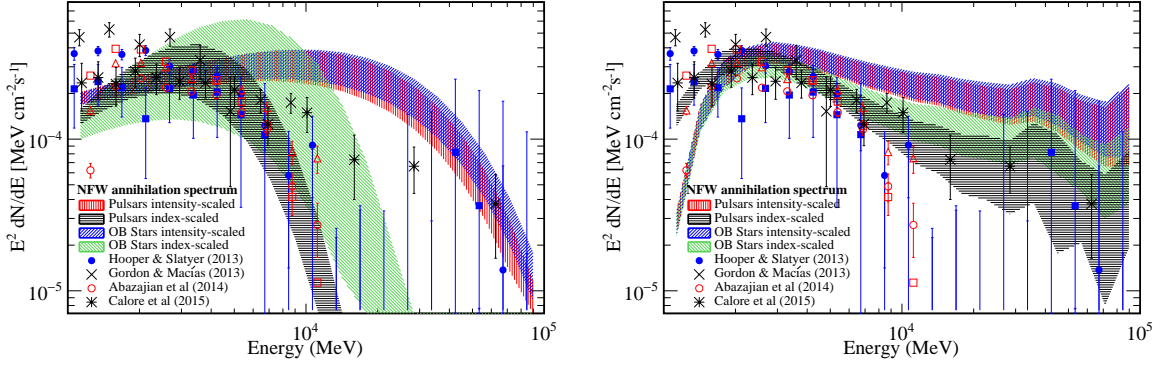 E² dN/dE [MeV cm⁻²s⁻¹]
10⁻⁴
10⁻⁵
NFW annihilation spectrum
Pulsars intensity-scaled
Pulsars index-scaled
OB Stars intensity-scaled
OB Stars index-scaled
Hooper & Slatyer (2013)
Gordon & Macías (2013)
Abazajian et al (2014)
Calore et al (2015)
10⁴
10⁵
Energy (MeV)
E² dN/dE [MeV cm⁻²s⁻¹]
10⁻⁴
10⁻⁵
NFW annihilation spectrum
Pulsars intensity-scaled
Pulsars index-scaled
OB Stars intensity-scaled
OB Stars index-scaled
Hooper & Slatyer (2013)
Gordon & Macías (2013)
Abazajian et al (2014)
Calore et al (2015)
10⁴
10⁵
Energy (MeV)